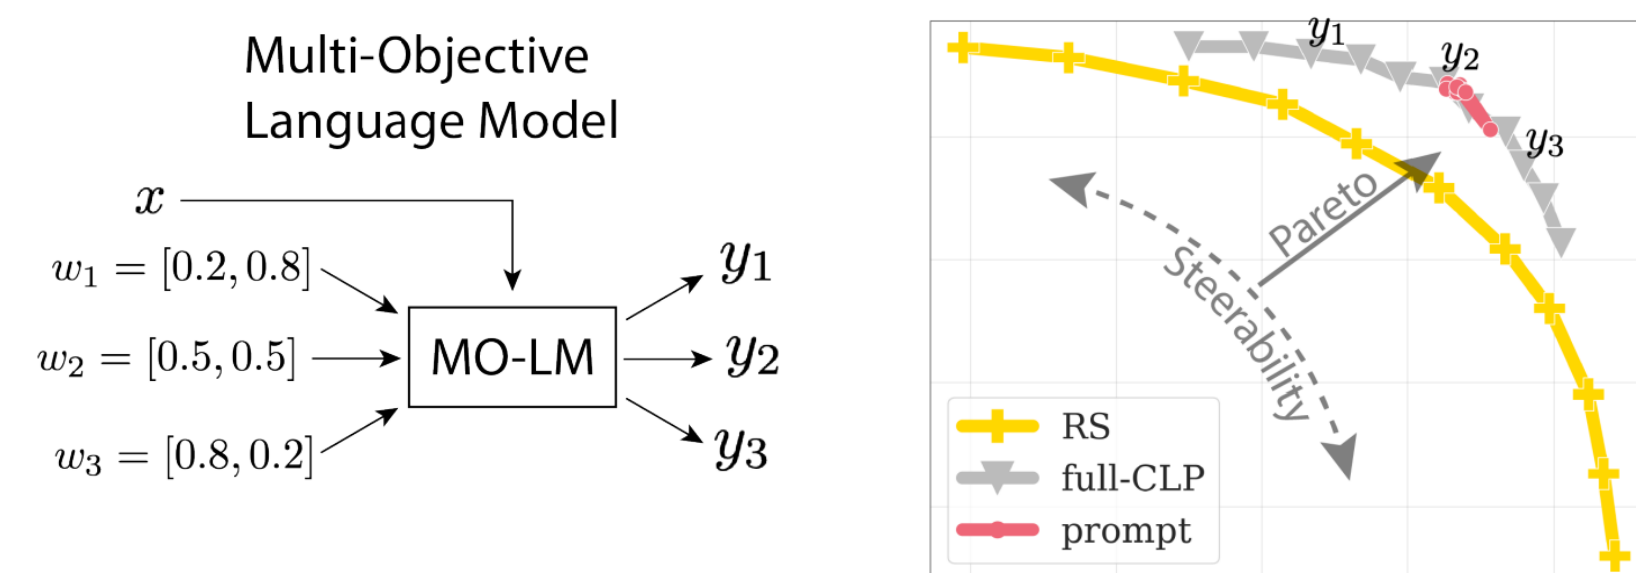 Multi-Objective
Language Model
x
w₁ = [0.2, 0.8]
w₂ = [0.5, 0.5]
w₃ = [0.8, 0.2]
MO-LM
y₁
y₂
y₃
y₁
y₂
y₃
Pareto
Steerability
RS
full-CLP
prompt